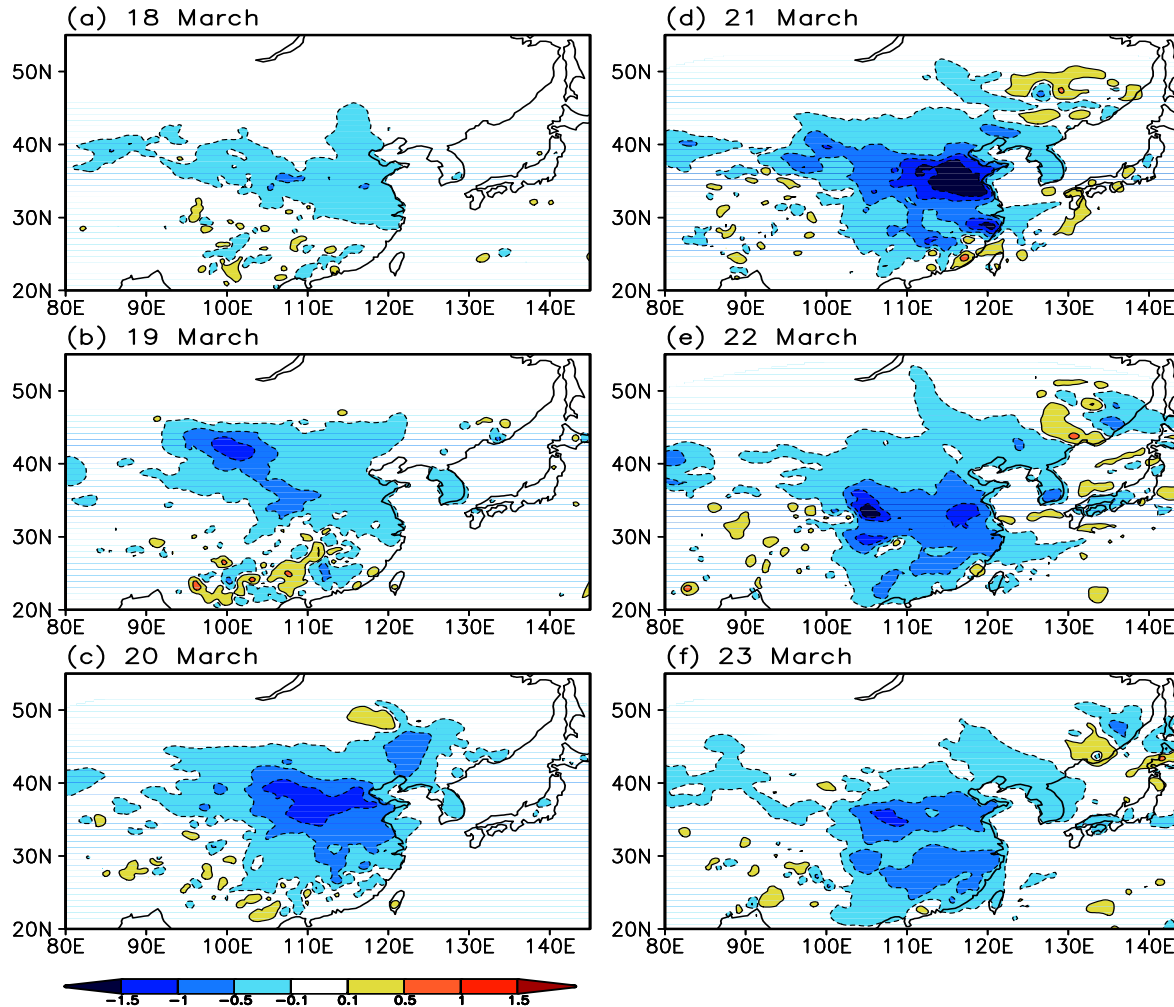 (a) 18 March
50N
40N
30N
20N
80E 90E 100E 110E 120E 130E 140E
(b) 19 March
50N
40N
30N
20N
80E 90E 100E 110E 120E 130E 140E
(c) 20 March
50N
40N
30N
20N
80E 90E 100E 110E 120E 130E 140E
(d) 21 March
50N
40N
30N
20N
80E 90E 100E 110E 120E 130E 140E
(e) 22 March
50N
40N
30N
20N
80E 90E 100E 110E 120E 130E 140E
(f) 23 March
50N
40N
30N
20N
80E 90E 100E 110E 120E 130E 140E
-1.5 -1 -0.5 -0.1 0.1 0.5 1 1.5